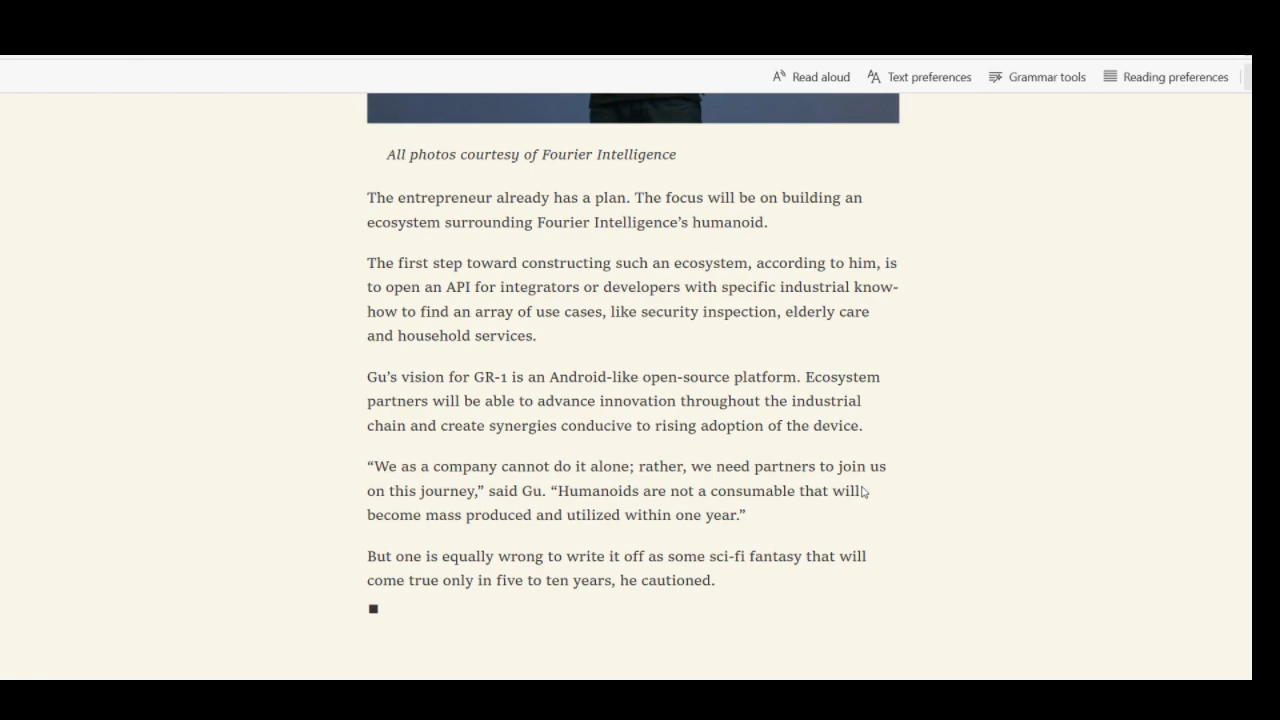 Read aloud Text preferences Grammar tools Reading preferences
All photos courtesy of Fourier Intelligence
The entrepreneur already has a plan. The focus will be on building an
ecosystem surrounding Fourier Intelligence’s humanoid.
The first step toward constructing such an ecosystem, according to him, is
to open an API for integrators or developers with specific industrial know-
how to find an array of use cases, like security inspection, elderly care
and household services.
Gu’s vision for GR-1 is an Android-like open-source platform. Ecosystem
partners will be able to advance innovation throughout the industrial
chain and create synergies conducive to rising adoption of the device.
“We as a company cannot do it alone; rather, we need partners to join us
on this journey,” said Gu. “Humanoids are not a consumable that will
become mass produced and utilized within one year.”
But one is equally wrong to write it off as some sci-fi fantasy that will
come true only in five to ten years, he cautioned.